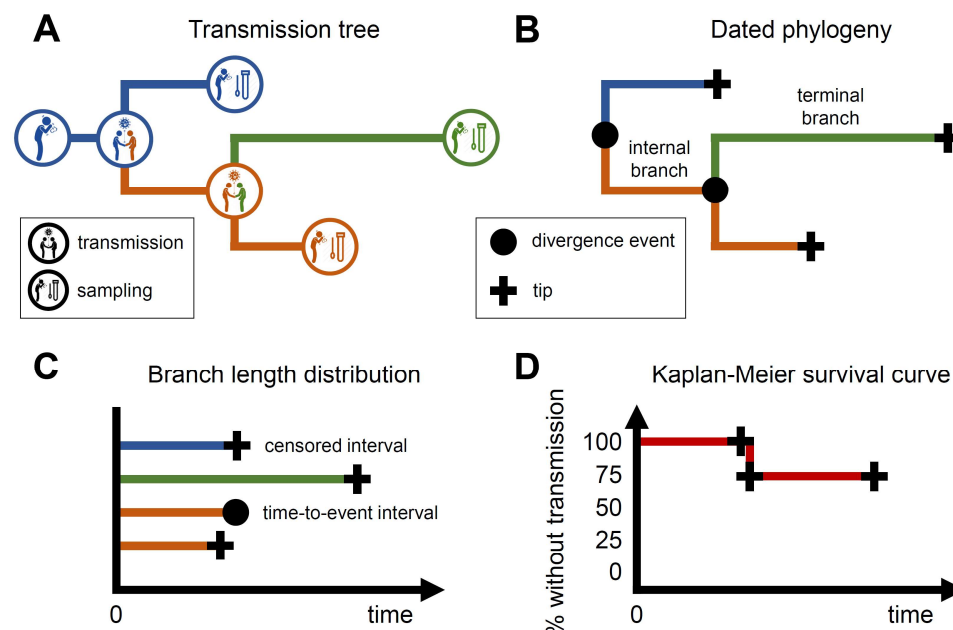 A
Transmission tree
transmission
sampling
B
Dated phylogeny
terminal
branch
internal
branch
divergence event
tip
C
Branch length distribution
censored interval
time-to-event interval
0
time
D
Kaplan-Meier survival curve
% without transmission
100
75
50
25
0
0
time